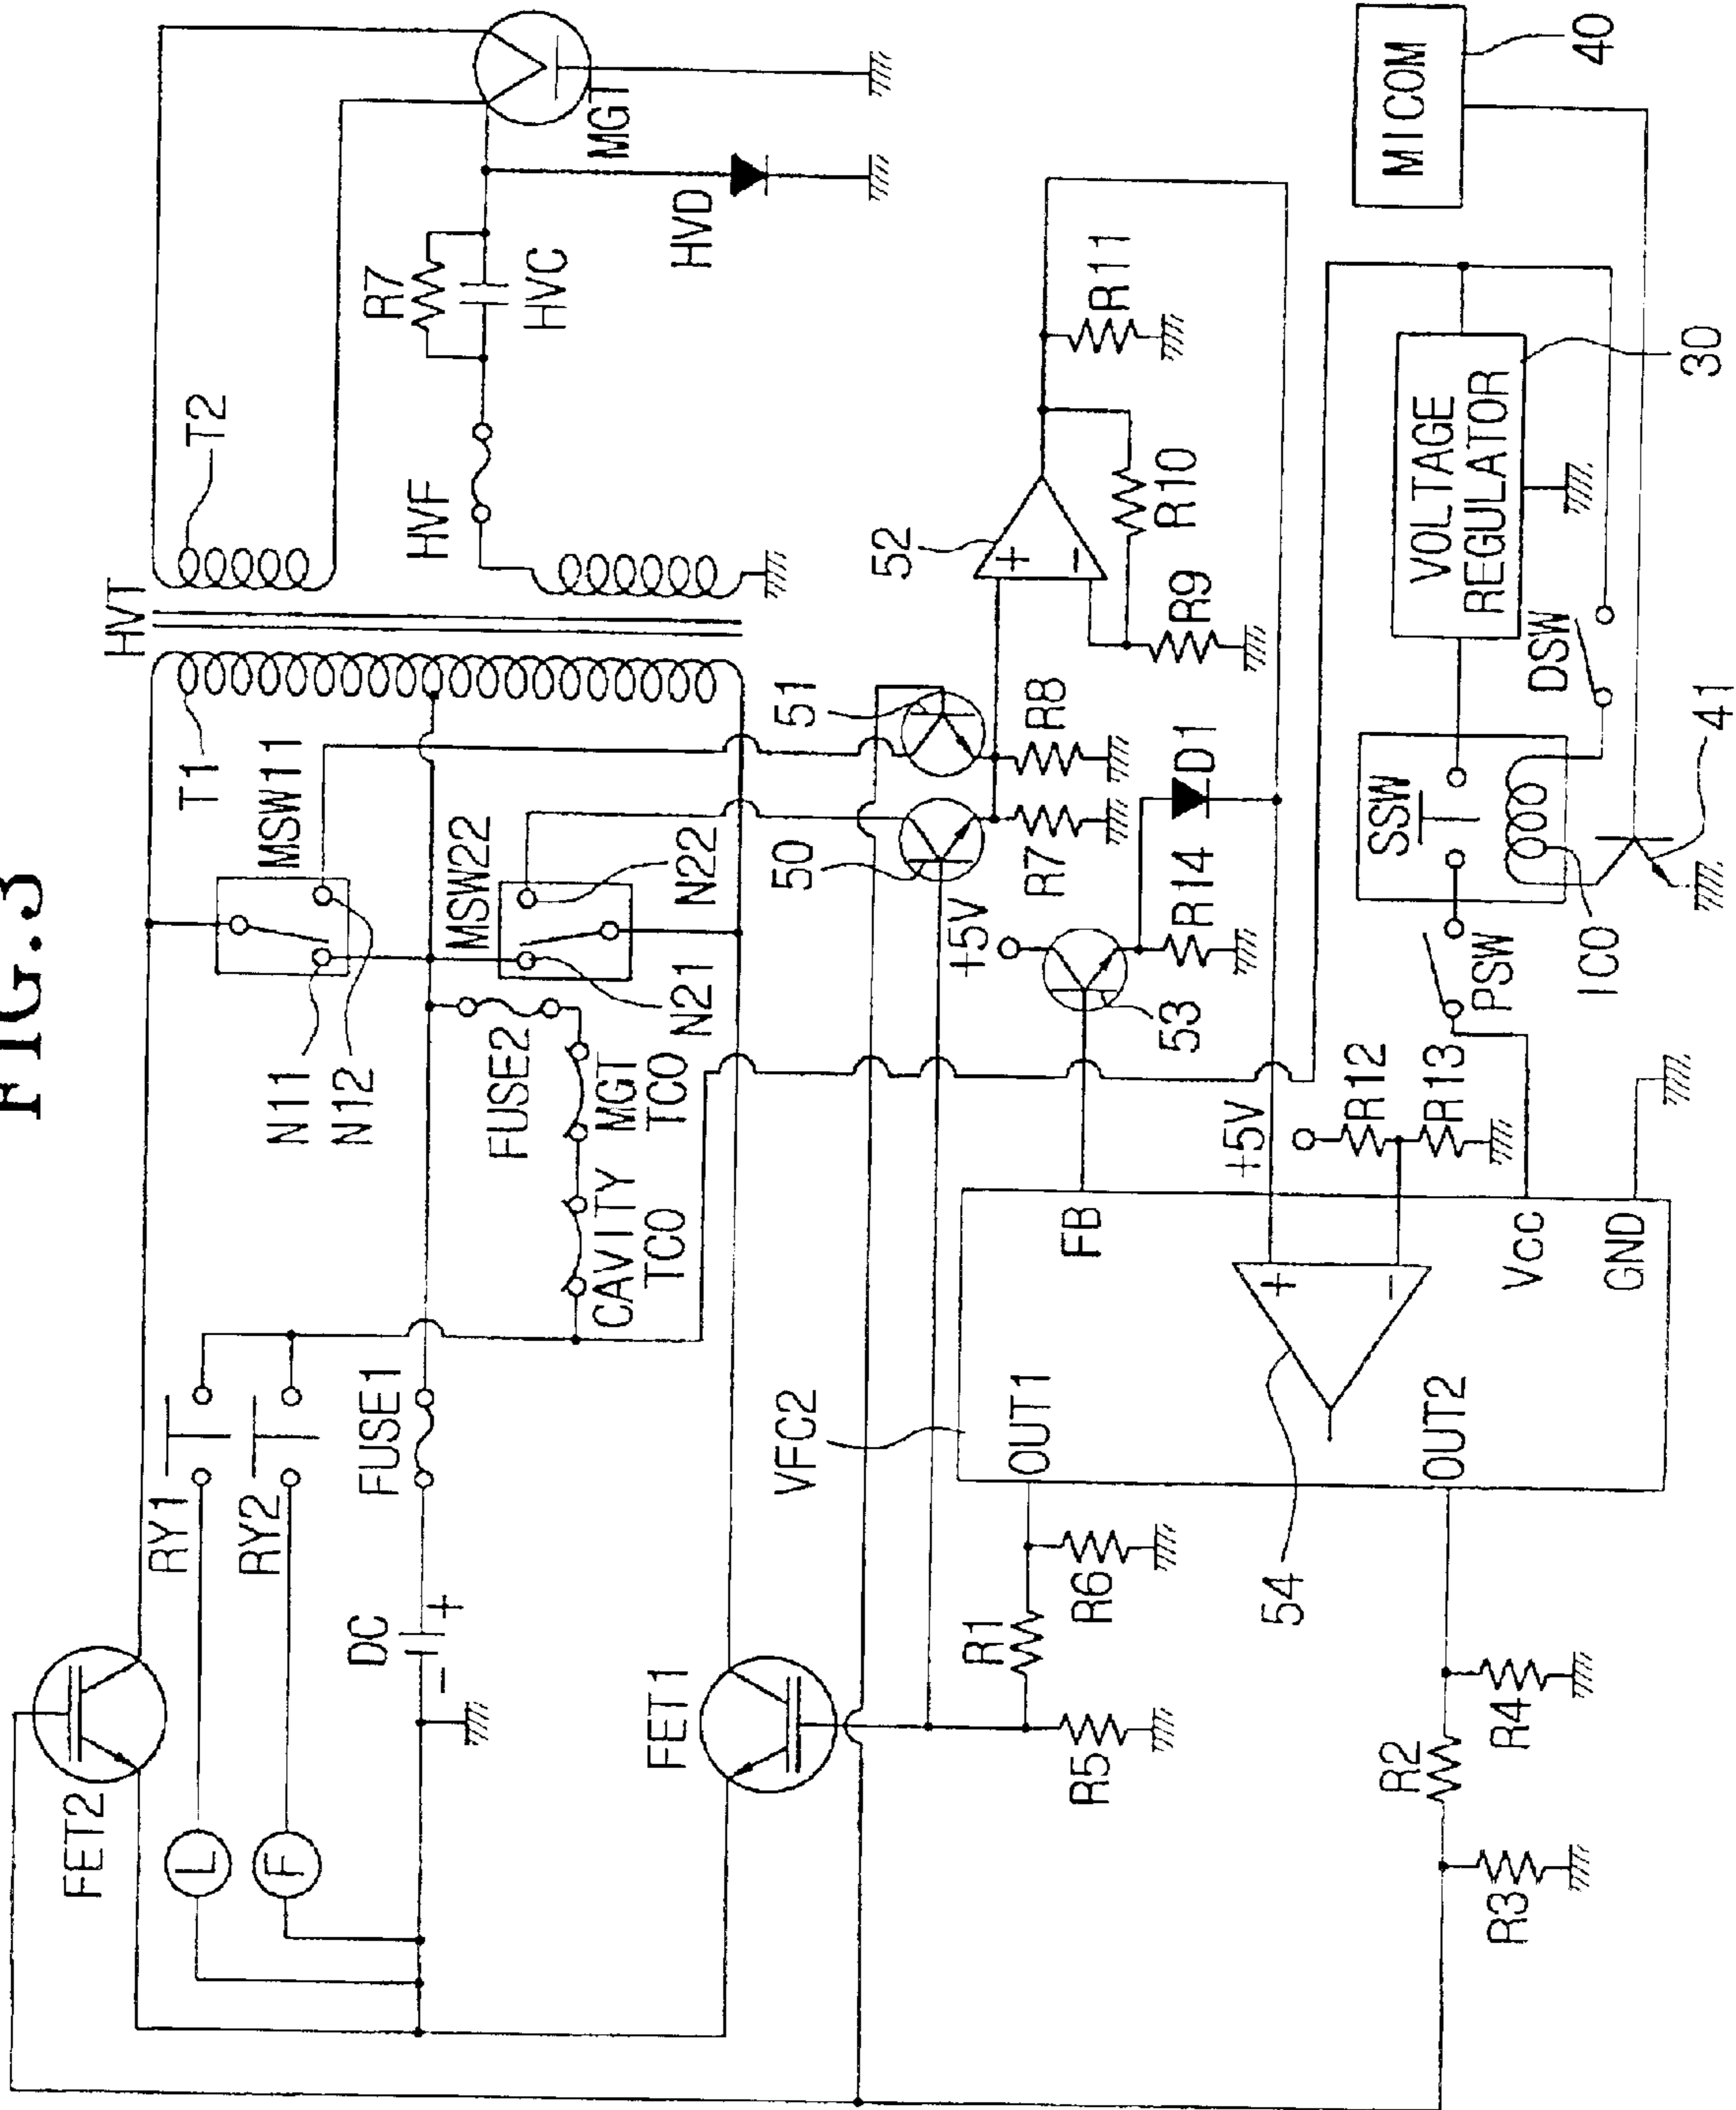 FIG.3
HVT
T1
T2
HVF
R7
HVC
HVD
MGT
MSW11
N11
N12
MSW22
N21
N22
FUSE2
MGT
TCO
CAVITY
TCO
FET2
RY1
RY2
L
F
FUSE1
DC
+
−
FET1
50
51
R7
R8
52
+
−
R9
R10
R11
+5V
53
R14
D1
VFC2
OUT1
FB
54
+
−
OUT2
Vcc
GND
+5V
R12
R13
R1
R6
R5
R2
R4
R3
PSW
SSW
ICO
DSW
41
VOLTAGE
REGULATOR
30
MICOM
40